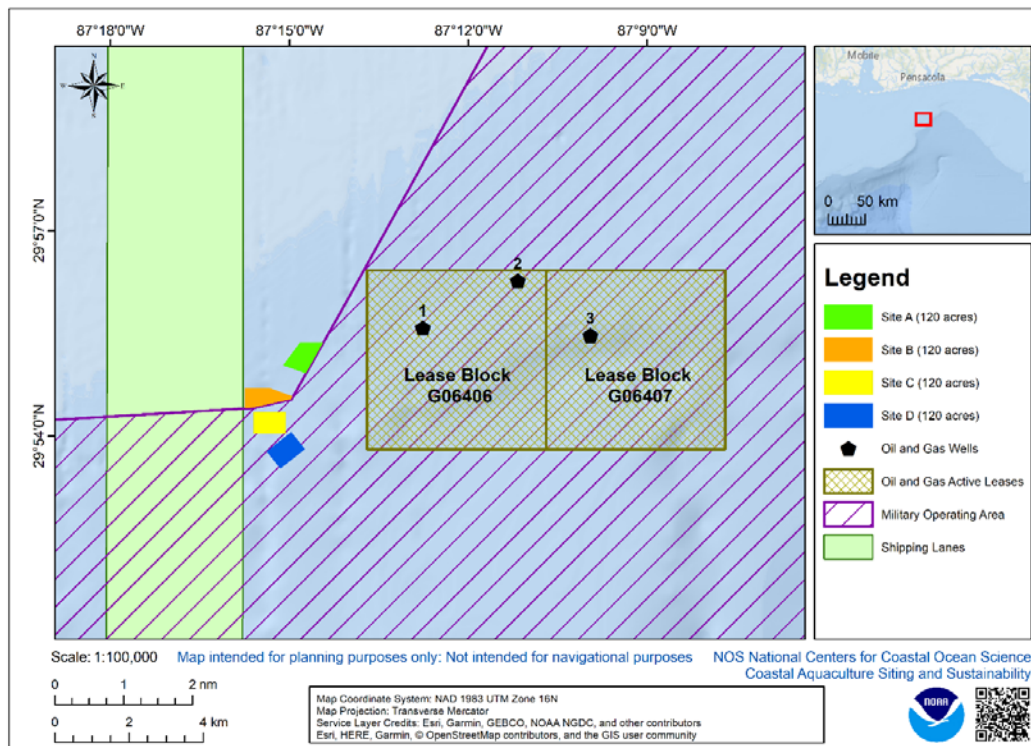 87°18'0"W 87°15'0"W 87°12'0"W 87°9'0"W
N
W E
S
Mobile
Pensacola
0 50 km
29°57'0"N
29°54'0"N
1
2
3
Lease Block
G06406
Lease Block
G06407
Legend
Site A (120 acres)
Site B (120 acres)
Site C (120 acres)
Site D (120 acres)
Oil and Gas Wells
Oil and Gas Active Leases
Military Operating Area
Shipping Lanes
Scale: 1:100,000 Map intended for planning purposes only: Not intended for navigational purposes
NOS National Centers for Coastal Ocean Science
Coastal Aquaculture Siting and Sustainability
0 1 2 nm
0 2 4 km
Map Coordinate System: NAD 1983 UTM Zone 16N
Map Projection: Transverse Mercator
Service Layer Credits: Esri, Garmin, GEBCO, NOAA NGDC, and other contributors
Esri, HERE, Garmin, © OpenStreetMap contributors, and the GIS user community
NOAA